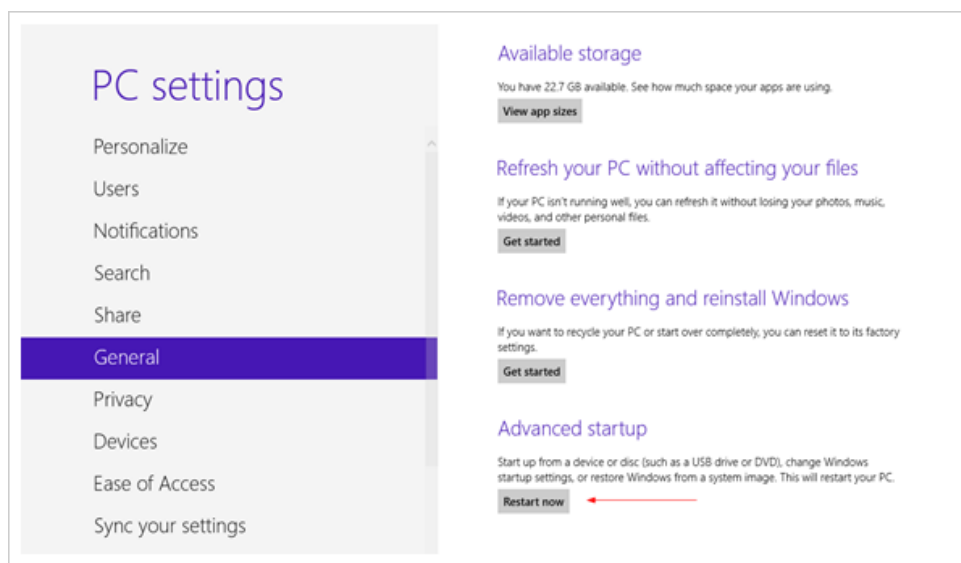 PC settings
Personalize
Users
Notifications
Search
Share
General
Privacy
Devices
Ease of Access
Sync your settings
Available storage
You have 22.7 GB available. See how much space your apps are using.
View app sizes
Refresh your PC without affecting your files
If your PC isn't running well, you can refresh it without losing your photos, music,
videos, and other personal files.
Get started
Remove everything and reinstall Windows
If you want to recycle your PC or start over completely, you can reset it to its factory
settings.
Get started
Advanced startup
Start up from a device or disc (such as a USB drive or DVD), change Windows
startup settings, or restore Windows from a system image. This will restart your PC.
Restart now